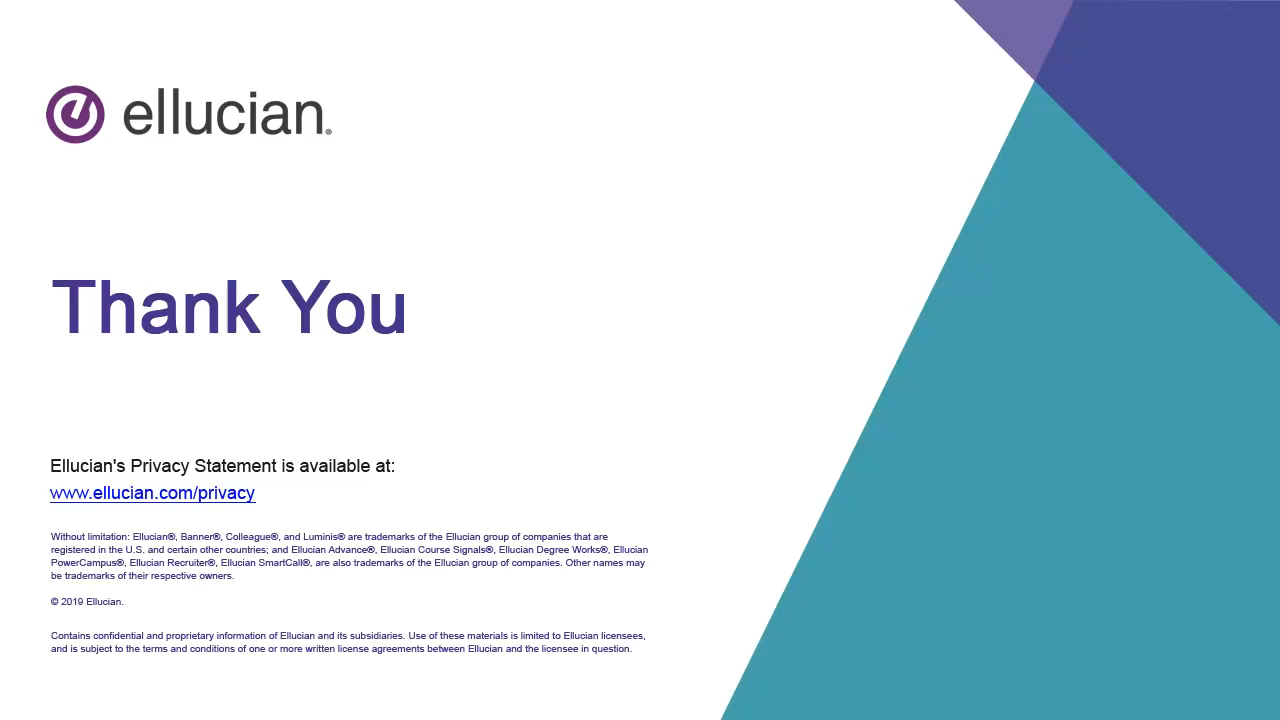 ellucian®
Thank You
Ellucian's Privacy Statement is available at:
www.ellucian.com/privacy
Without limitation: Ellucian®, Banner®, Colleague®, and Luminis® are trademarks of the Ellucian group of companies that are
registered in the U.S. and certain other countries; and Ellucian Advance®, Ellucian Course Signals®, Ellucian Degree Works®, Ellucian
PowerCampus®, Ellucian Recruiter®, Ellucian SmartCall®, are also trademarks of the Ellucian group of companies. Other names may
be trademarks of their respective owners.
© 2019 Ellucian.
Contains confidential and proprietary information of Ellucian and its subsidiaries. Use of these materials is limited to Ellucian licensees,
and is subject to the terms and conditions of one or more written license agreements between Ellucian and the licensee in question.